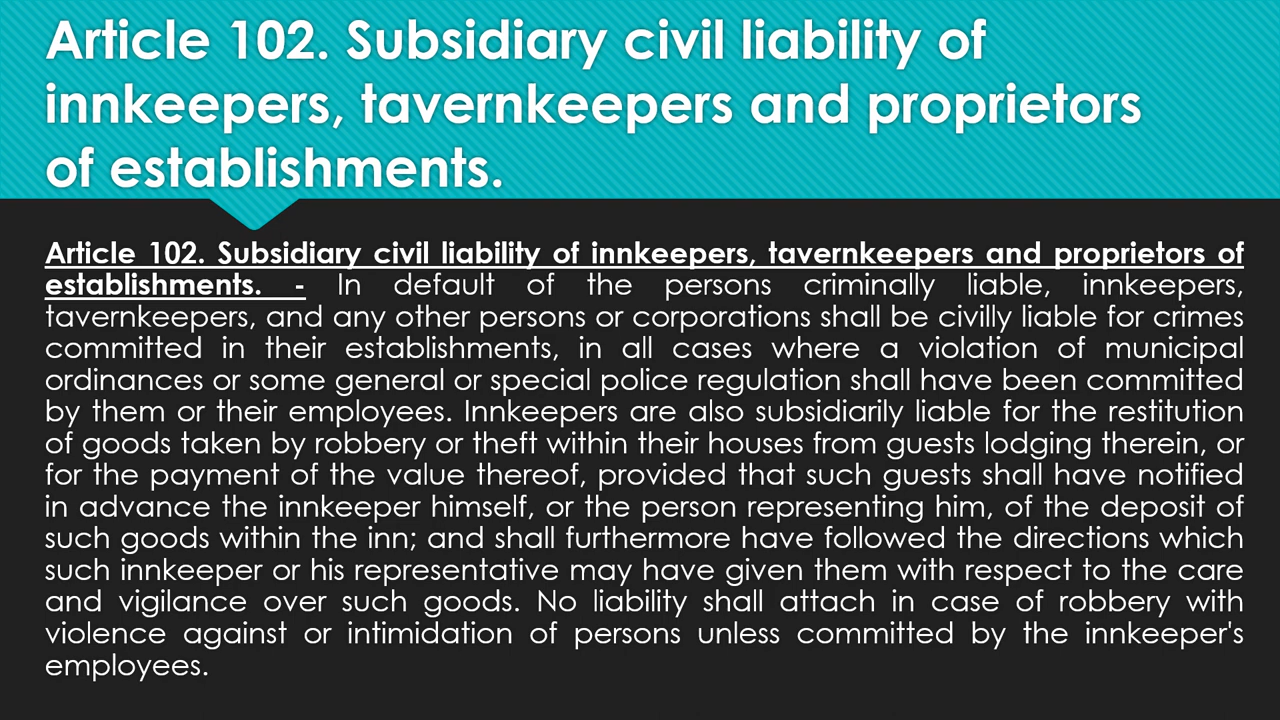 Article 102. Subsidiary civil liability of
innkeepers, tavernkeepers and proprietors
of establishments.
Article 102. Subsidiary civil liability of innkeepers, tavernkeepers and proprietors of
establishments. - In default of the persons criminally liable, innkeepers,
tavernkeepers, and any other persons or corporations shall be civilly liable for crimes
committed in their establishments, in all cases where a violation of municipal
ordinances or some general or special police regulation shall have been committed
by them or their employees. Innkeepers are also subsidiarily liable for the restitution
of goods taken by robbery or theft within their houses from guests lodging therein, or
for the payment of the value thereof, provided that such guests shall have notified
in advance the innkeeper himself, or the person representing him, of the deposit of
such goods within the inn; and shall furthermore have followed the directions which
such innkeeper or his representative may have given them with respect to the care
and vigilance over such goods. No liability shall attach in case of robbery with
violence against or intimidation of persons unless committed by the innkeeper's
employees.